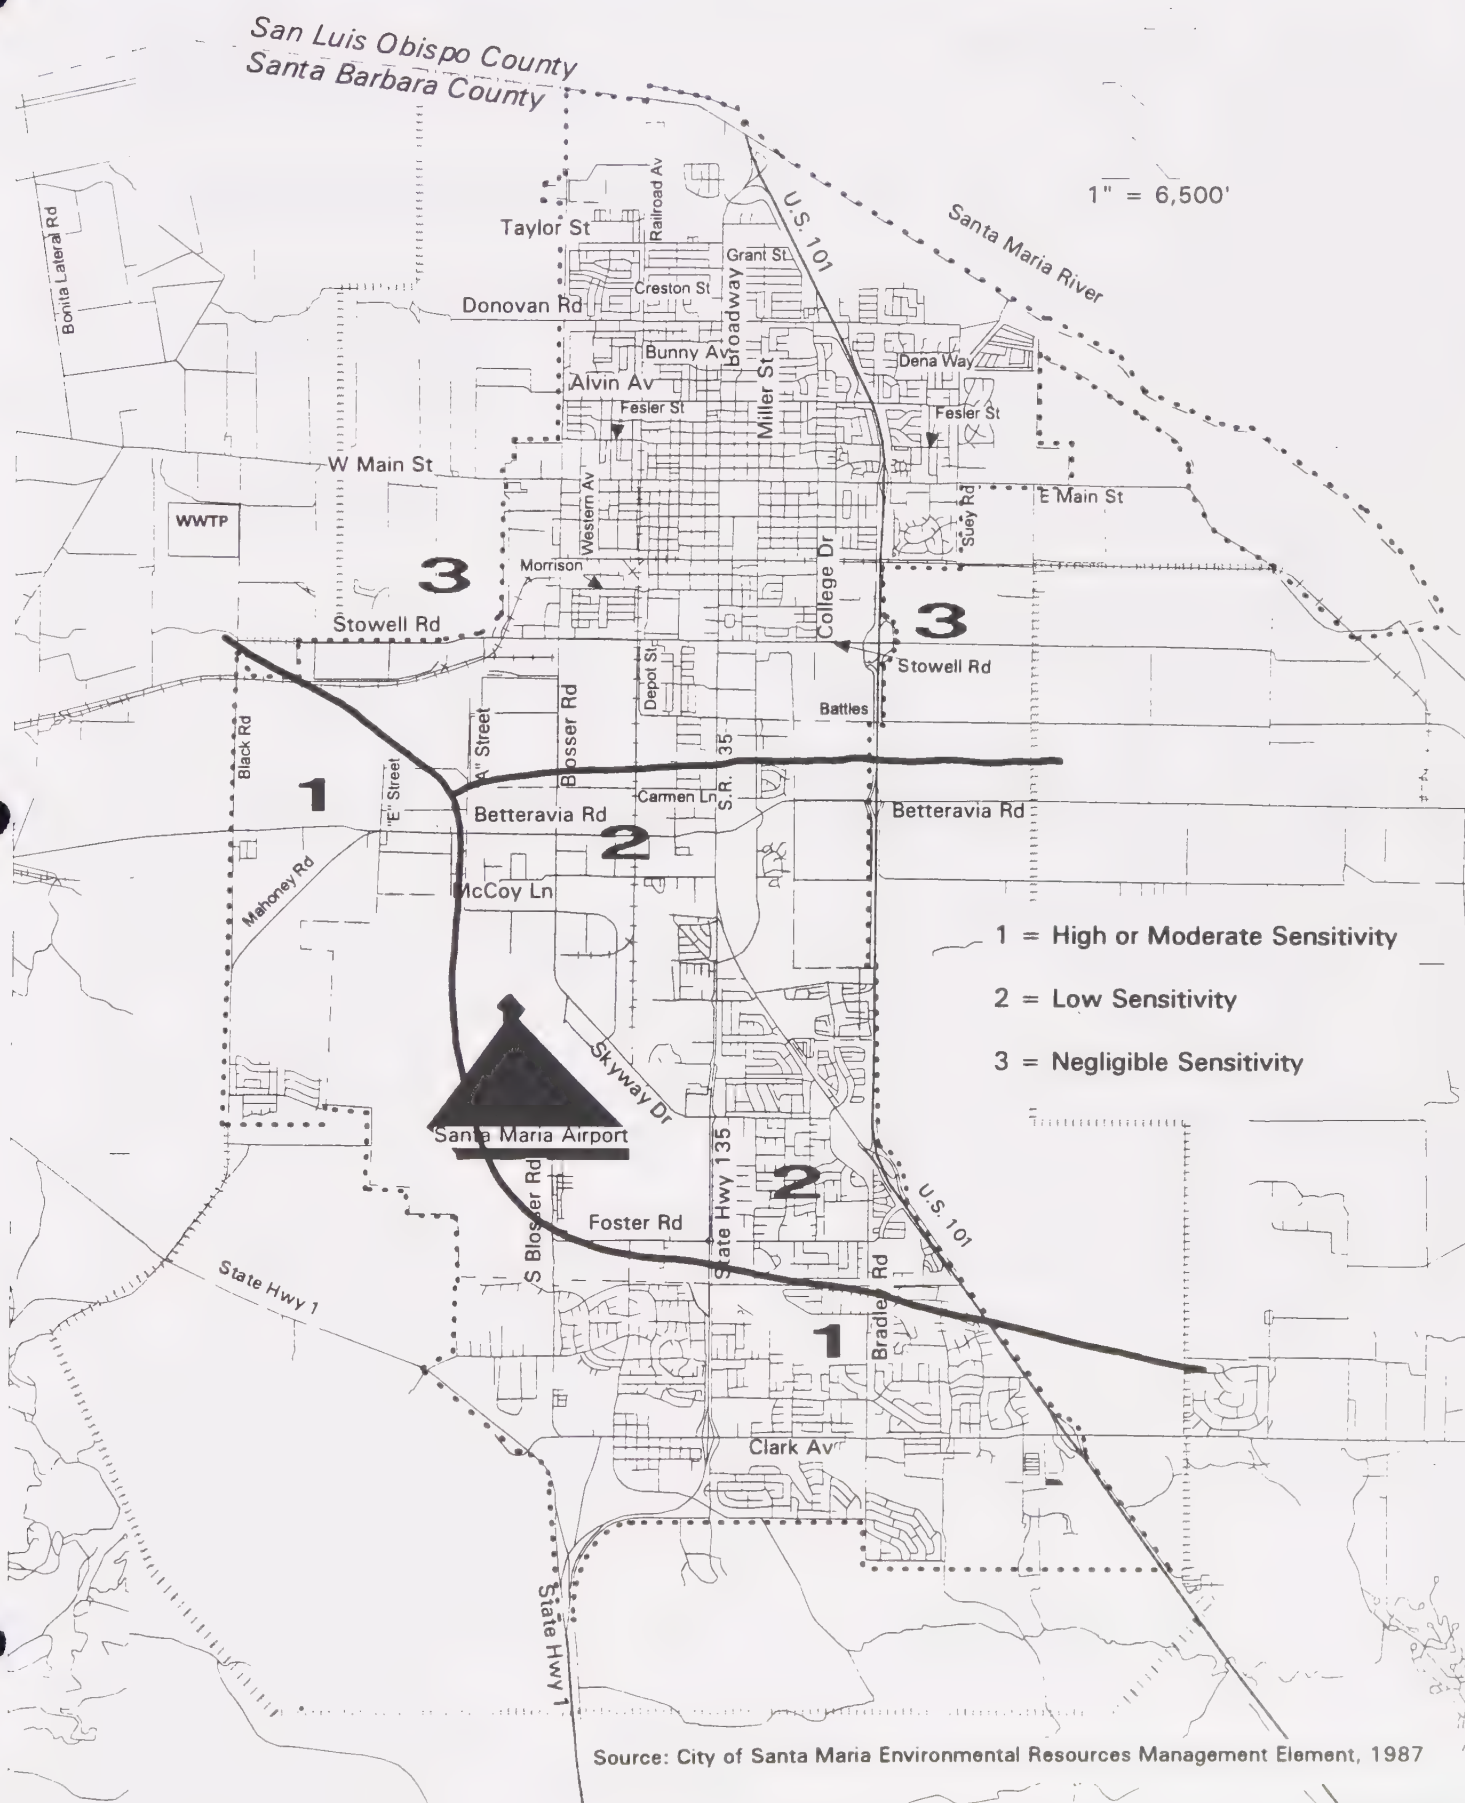 San Luis Obispo County
Santa Barbara County
1" = 6,500'
Bonita Lateral Rd
Railroad Av
U.S. 101
Santa Maria River
Taylor St
Grant St
Creston St
Donovan Rd
Broadway
Bunny Av
Dena Way
Alvin Av
Miller St
Fesler St
Fesler St
W Main St
Western Av
Suey Rd
E Main St
WWTP
3
Morrison
College Dr
3
Stowell Rd
Stowell Rd
Depot St
Black Rd
"A" Street
Blosser Rd
Battles
S.R. 135
1
"E" Street
Carmen Ln
Betteravia Rd
Betteravia Rd
2
Mahoney Rd
McCoy Ln
1 = High or Moderate Sensitivity
2 = Low Sensitivity
3 = Negligible Sensitivity
Skyway Dr
Santa Maria Airport
State Hwy 135
2
S Blosser Rd
Foster Rd
U.S. 101
State Hwy 1
Bradley Rd
1
Clark Av
State Hwy 1
Source: City of Santa Maria Environmental Resources Management Element, 1987